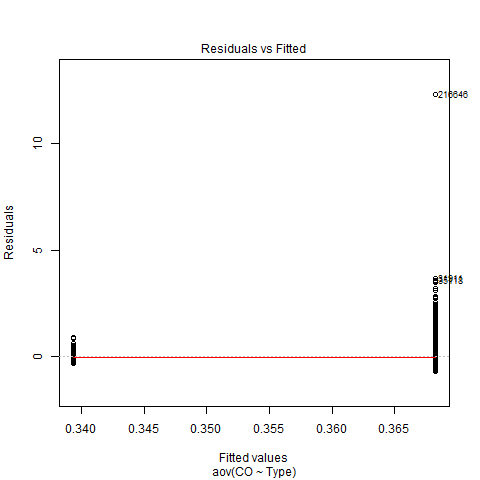 Residuals vs Fitted
216646
10
5
0
Residuals
0.340 0.345 0.350 0.355 0.360 0.365
Fitted values
aov(CO ~ Type)